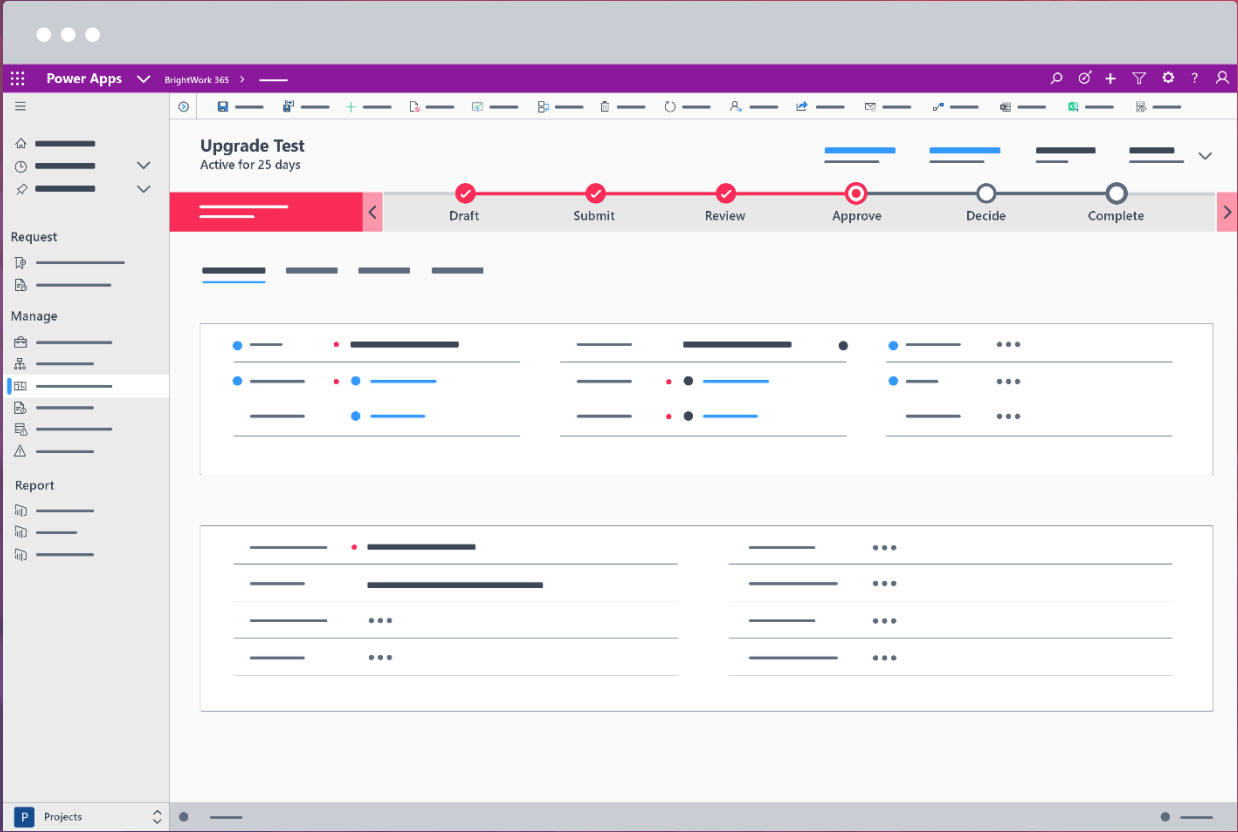 Power Apps BrightWork 365
Upgrade Test
Active for 25 days
Draft Submit Review Approve Decide Complete
Request
Manage
Report
P Projects